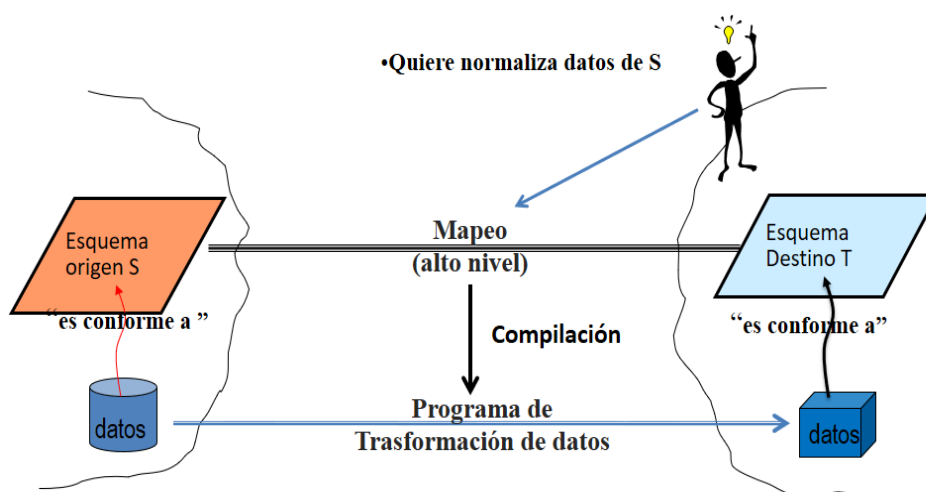 •Quiere normaliza datos de S
Esquema
origen S
Mapeo
(alto nivel)
Esquema
Destino T
“es conforme a ”
“es conforme a”
Compilación
datos
Programa de
Trasformación de datos
datos